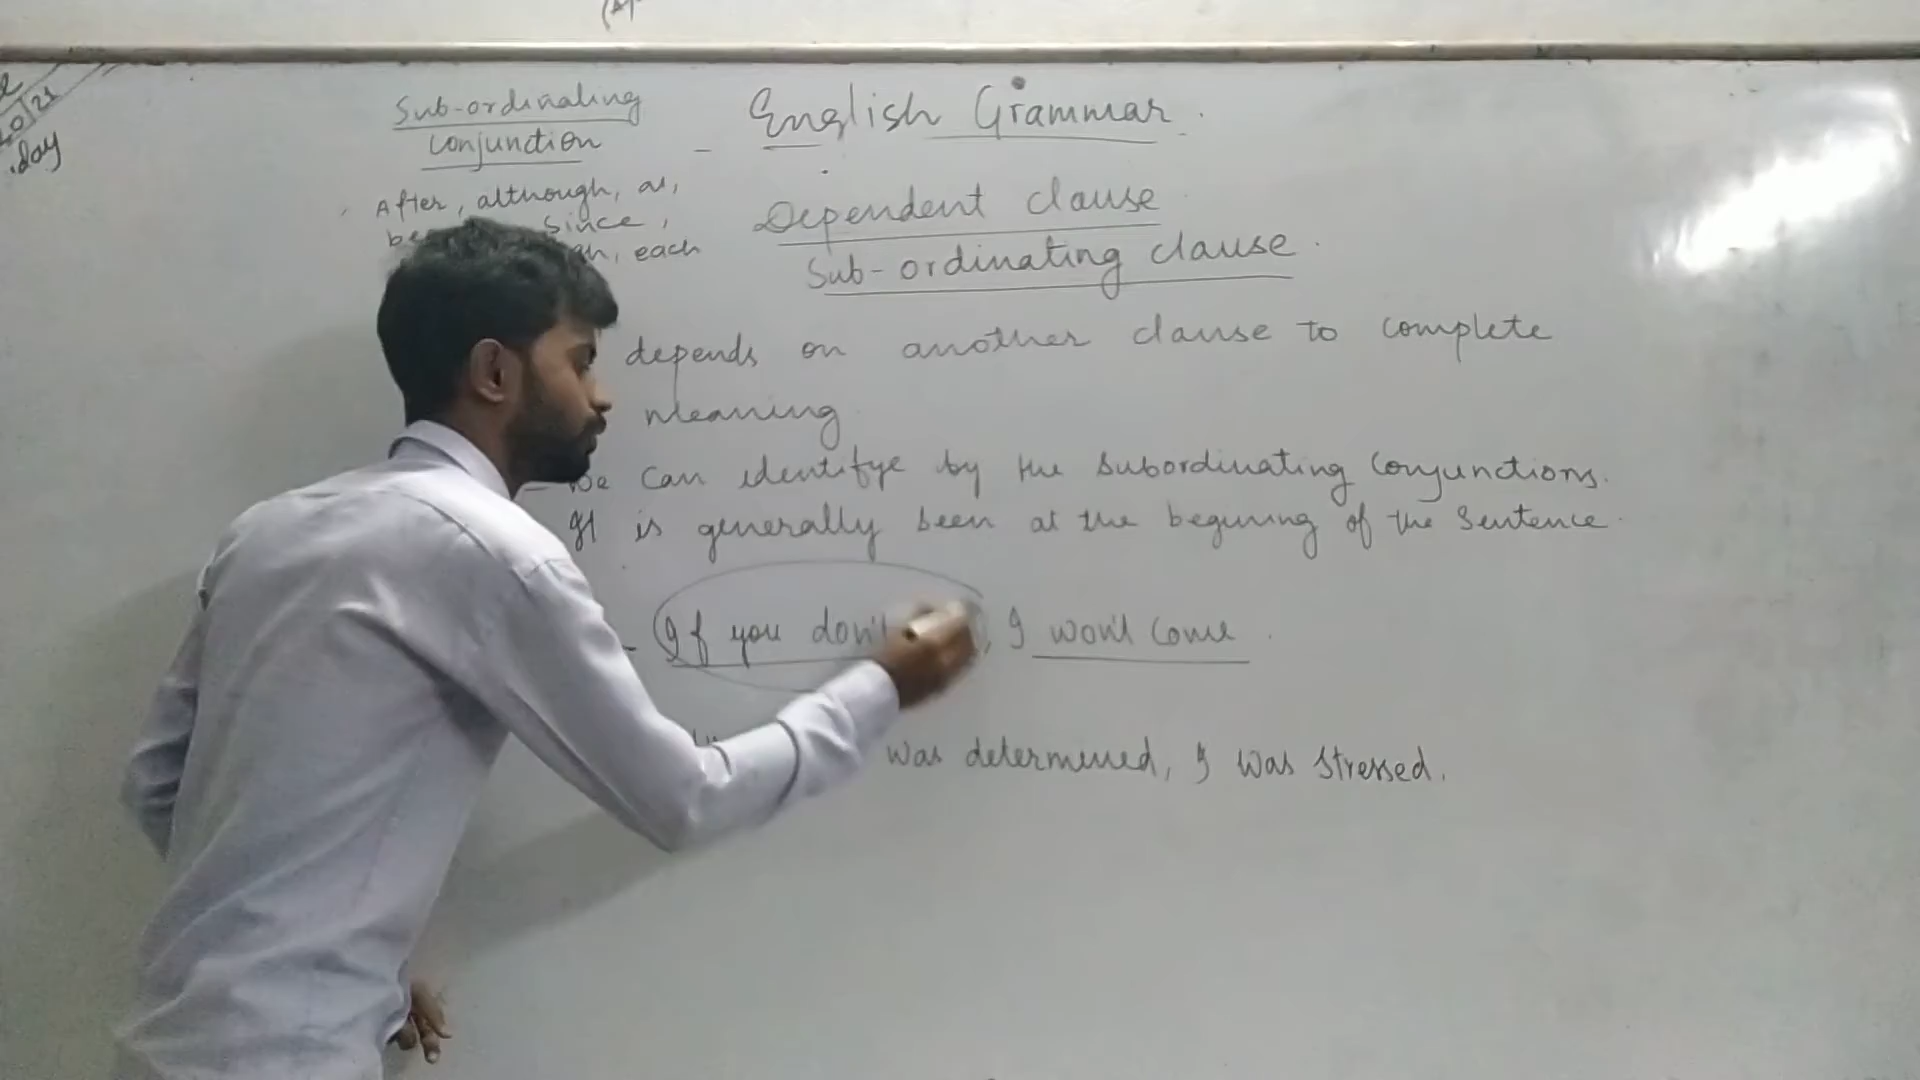 Sub-ordinating
Conjunction
After, although, as,
Since,
each
day
English Grammar.
Dependent clause
Sub-ordinating clause.
depends on another clause to complete
meaning
- We can identifye by the subordinating conjunctions.
It is generally been at the begining of the sentence.
- If you don't , I won't come.
was determined, I was stressed.